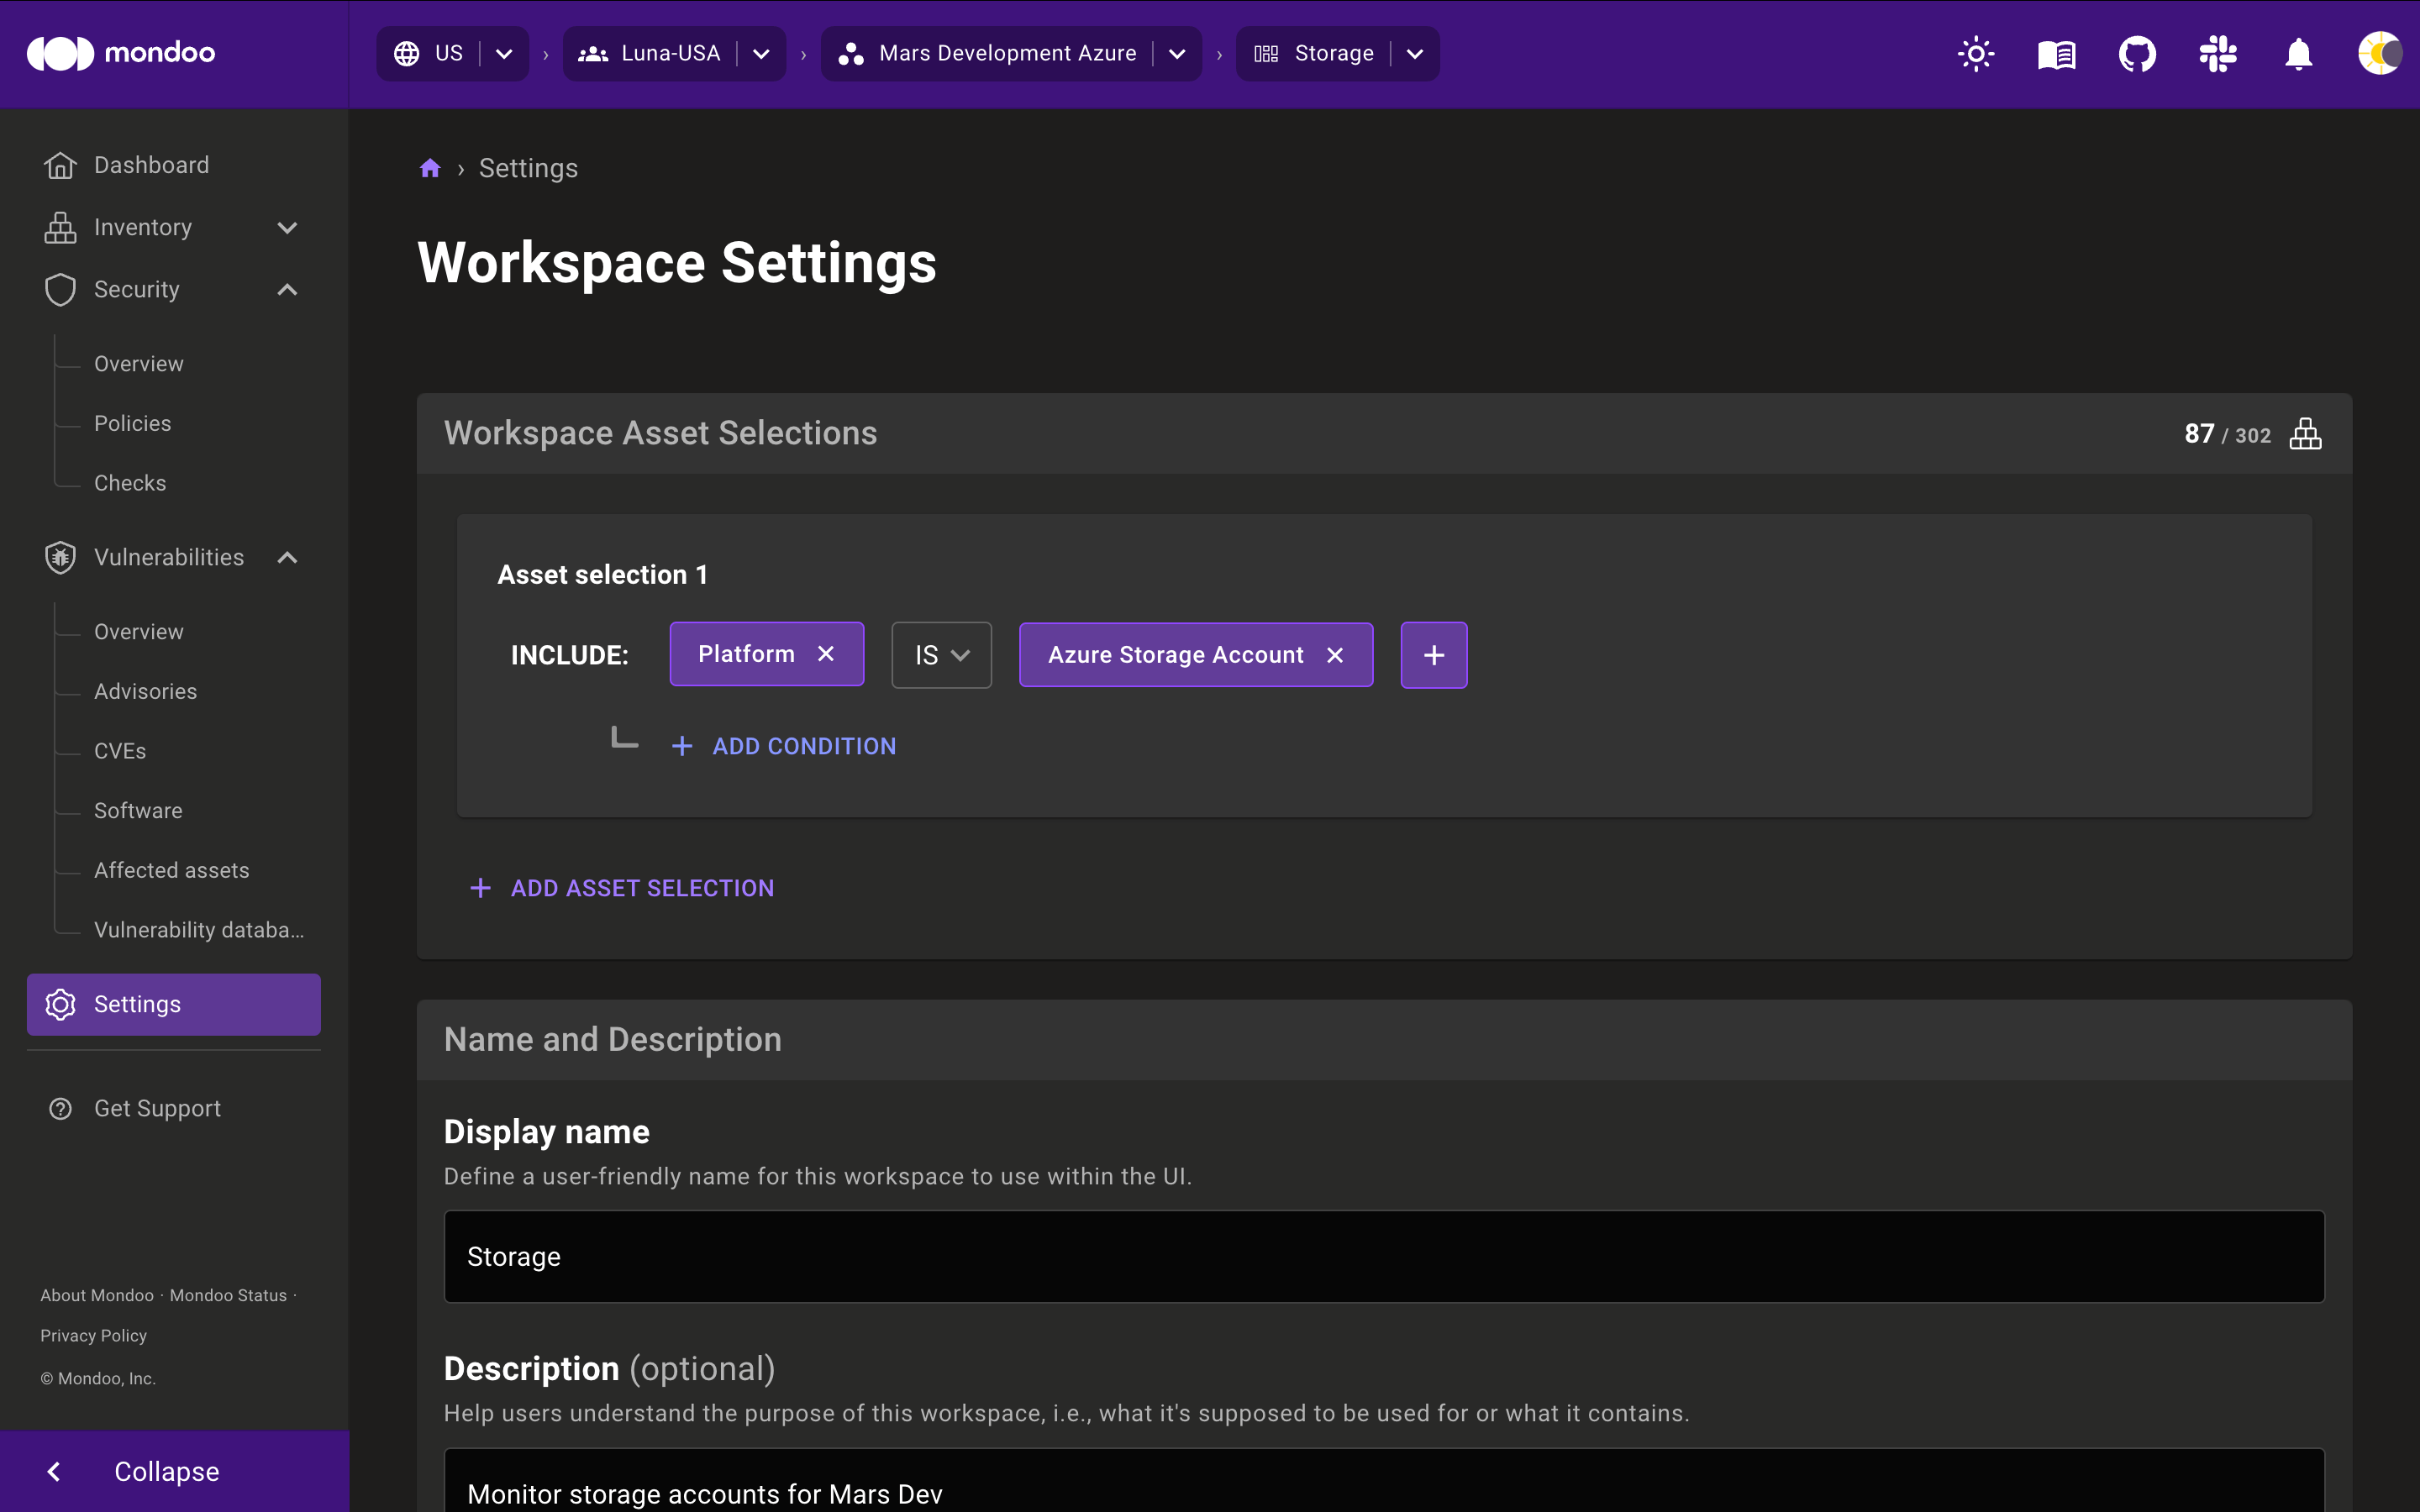 mondoo
US
Luna-USA
Mars Development Azure
Storage
Dashboard
Inventory
Security
Overview
Policies
Checks
Vulnerabilities
Overview
Advisories
CVEs
Software
Affected assets
Vulnerability databa...
Settings
Get Support
About Mondoo · Mondoo Status ·
Privacy Policy
© Mondoo, Inc.
Collapse
› Settings
Workspace Settings
Workspace Asset Selections
87 / 302
Asset selection 1
INCLUDE: Platform IS Azure Storage Account
ADD CONDITION
ADD ASSET SELECTION
Name and Description
Display name
Define a user-friendly name for this workspace to use within the UI.
Storage
Description (optional)
Help users understand the purpose of this workspace, i.e., what it's supposed to be used for or what it contains.
Monitor storage accounts for Mars Dev